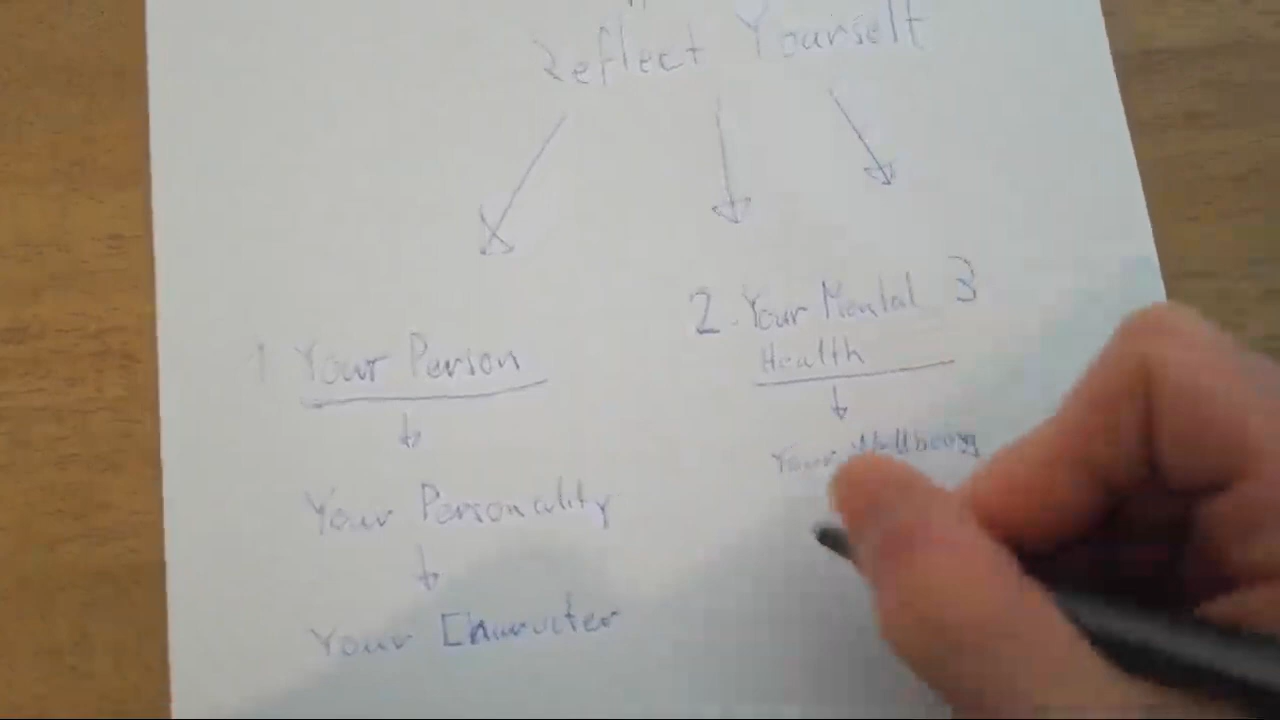 Reflect Yourself
1 Your Person
Your Personality
Your Character
2. Your Mental
Health
Your Wellbeing
3